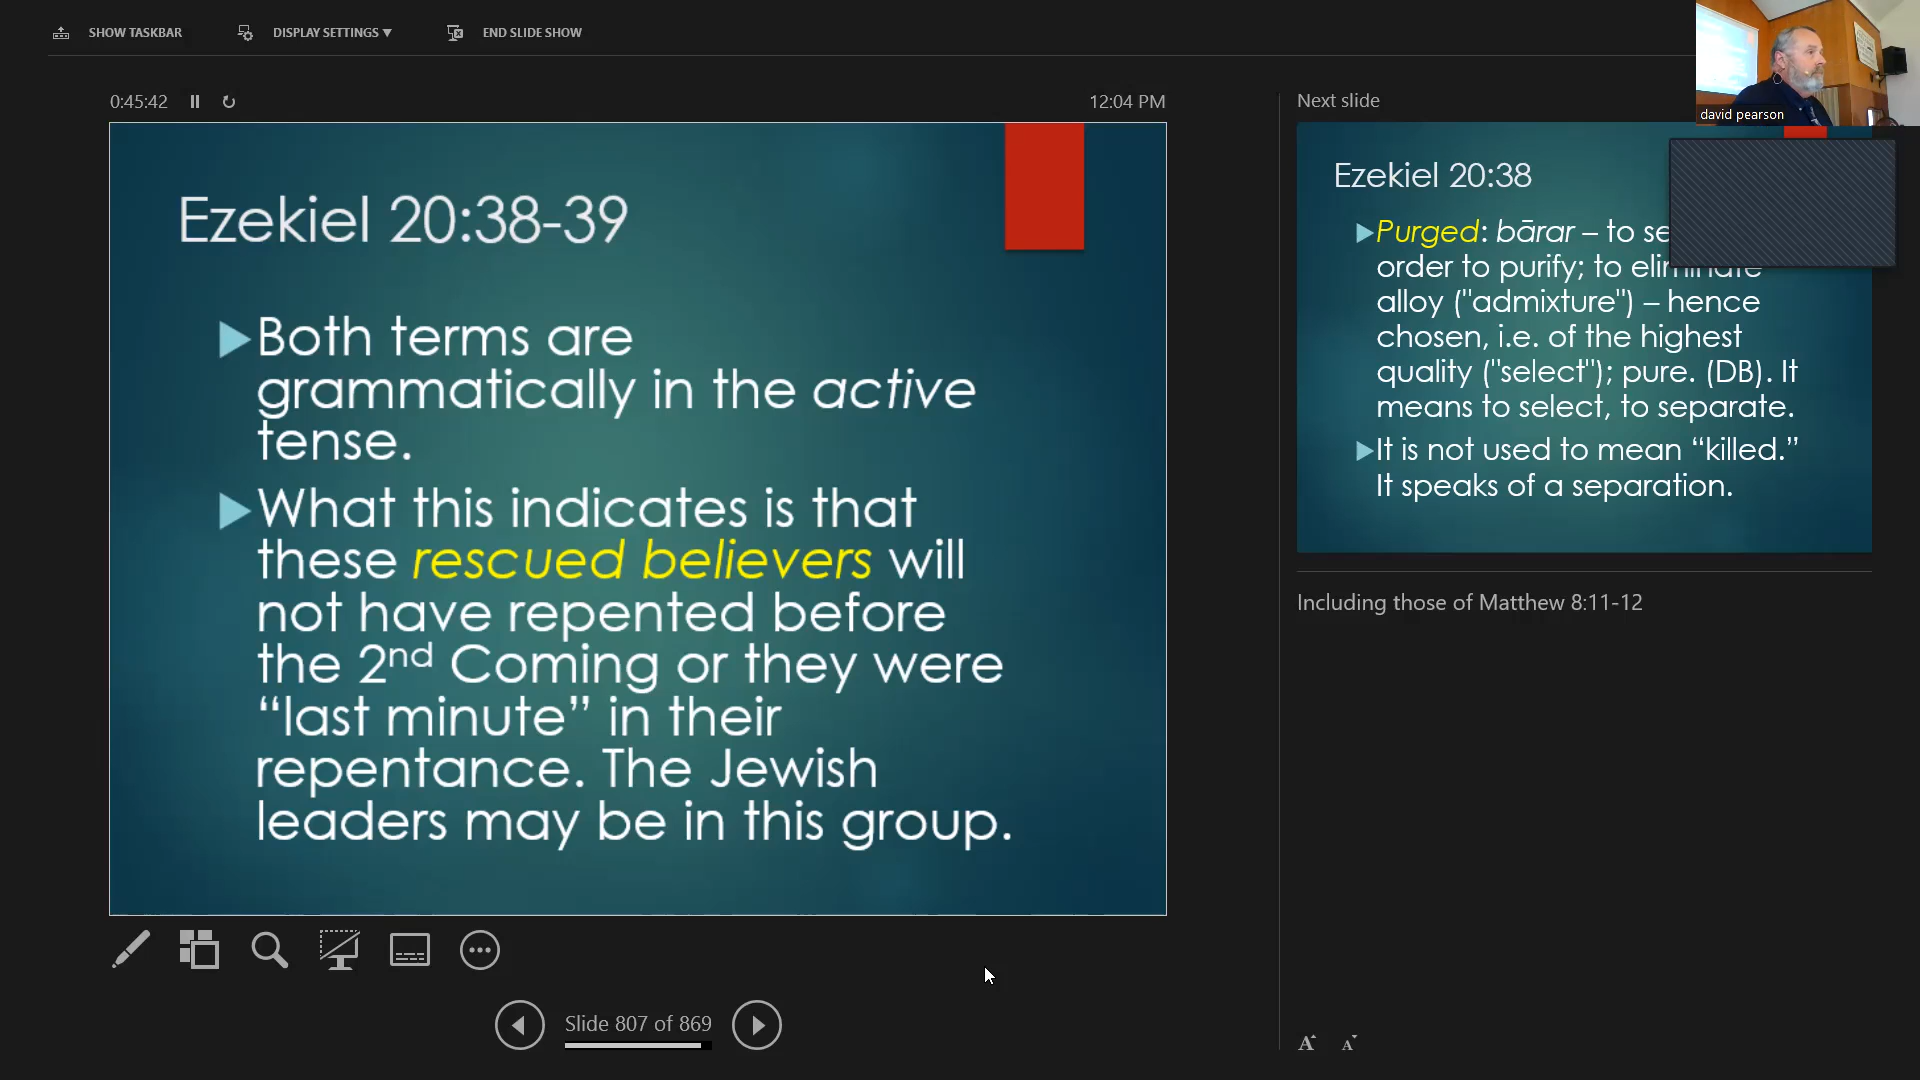 SHOW TASKBAR
DISPLAY SETTINGS ▼
END SLIDE SHOW
0:45:42
12:04 PM
Ezekiel 20:38-39
Both terms are
grammatically in the active
tense.
What this indicates is that
these rescued believers will
not have repented before
the 2nd Coming or they were
“last minute” in their
repentance. The Jewish
leaders may be in this group.
Slide 807 of 869
Next slide
david pearson
Ezekiel 20:38
Purged: bārar – to
order to purify; to eliminate
alloy ("admixture") – hence
chosen, i.e. of the highest
quality ("select"); pure. (DB). It
means to select, to separate.
It is not used to mean “killed.”
It speaks of a separation.
Including those of Matthew 8:11-12
A A